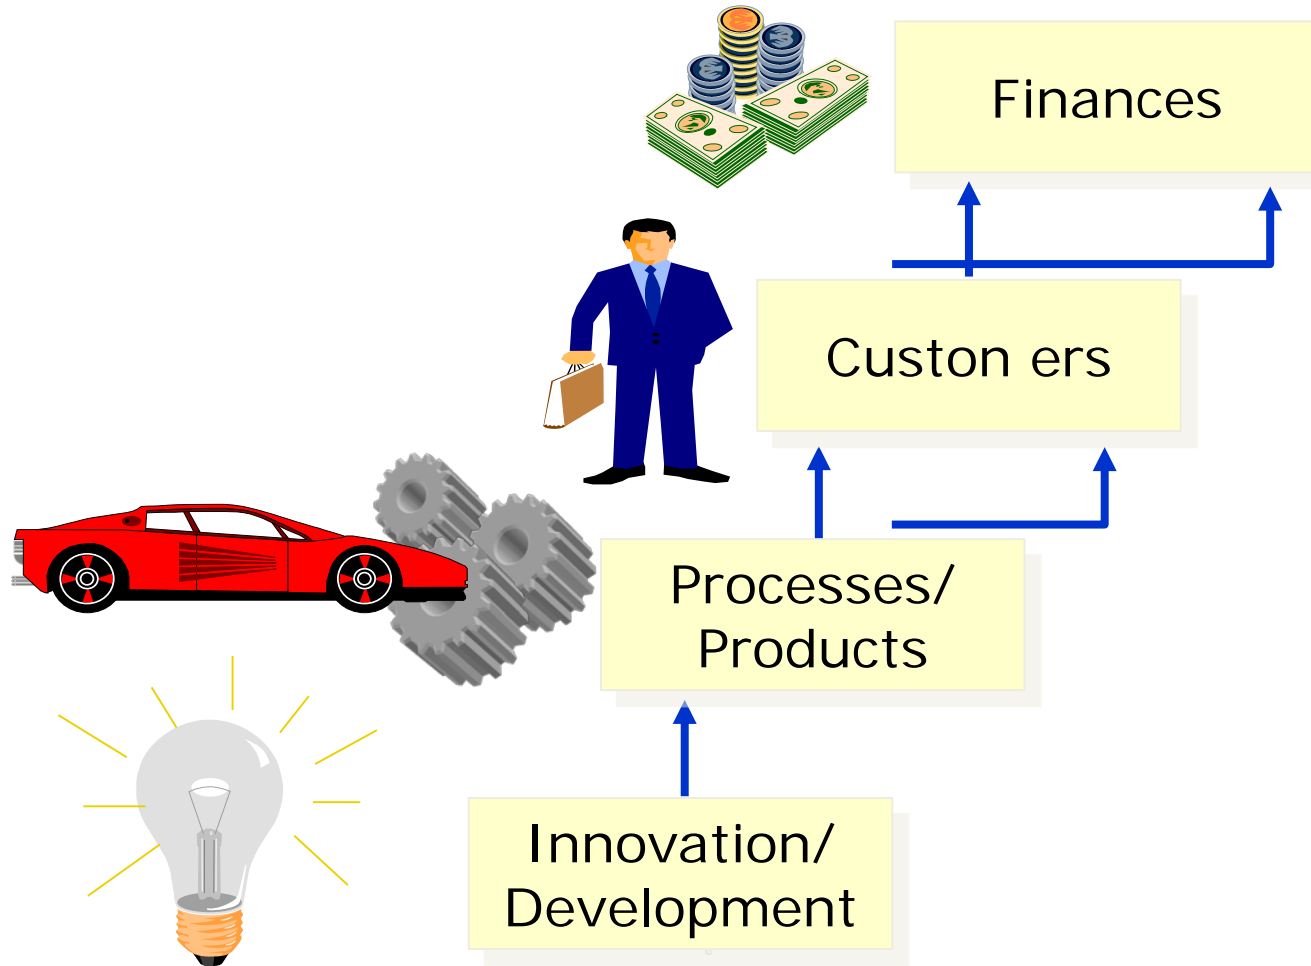 Finances
Custon ers
Processes/
Products
Innovation/
Development